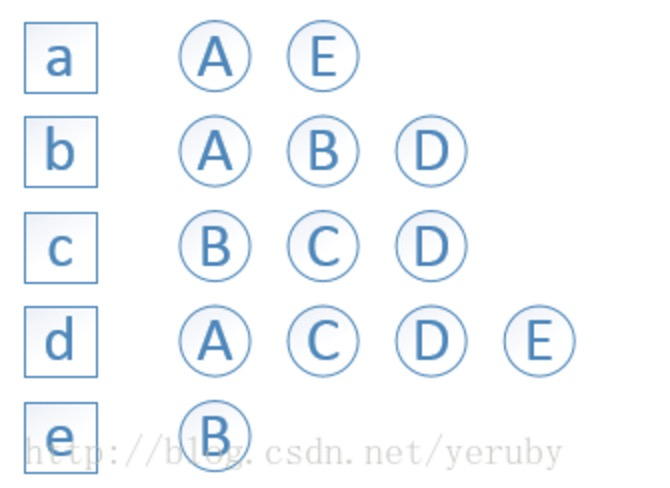 a A E
b A B D
c B C D
d A C D E
e B
http://blog.csdn.net/yeruby